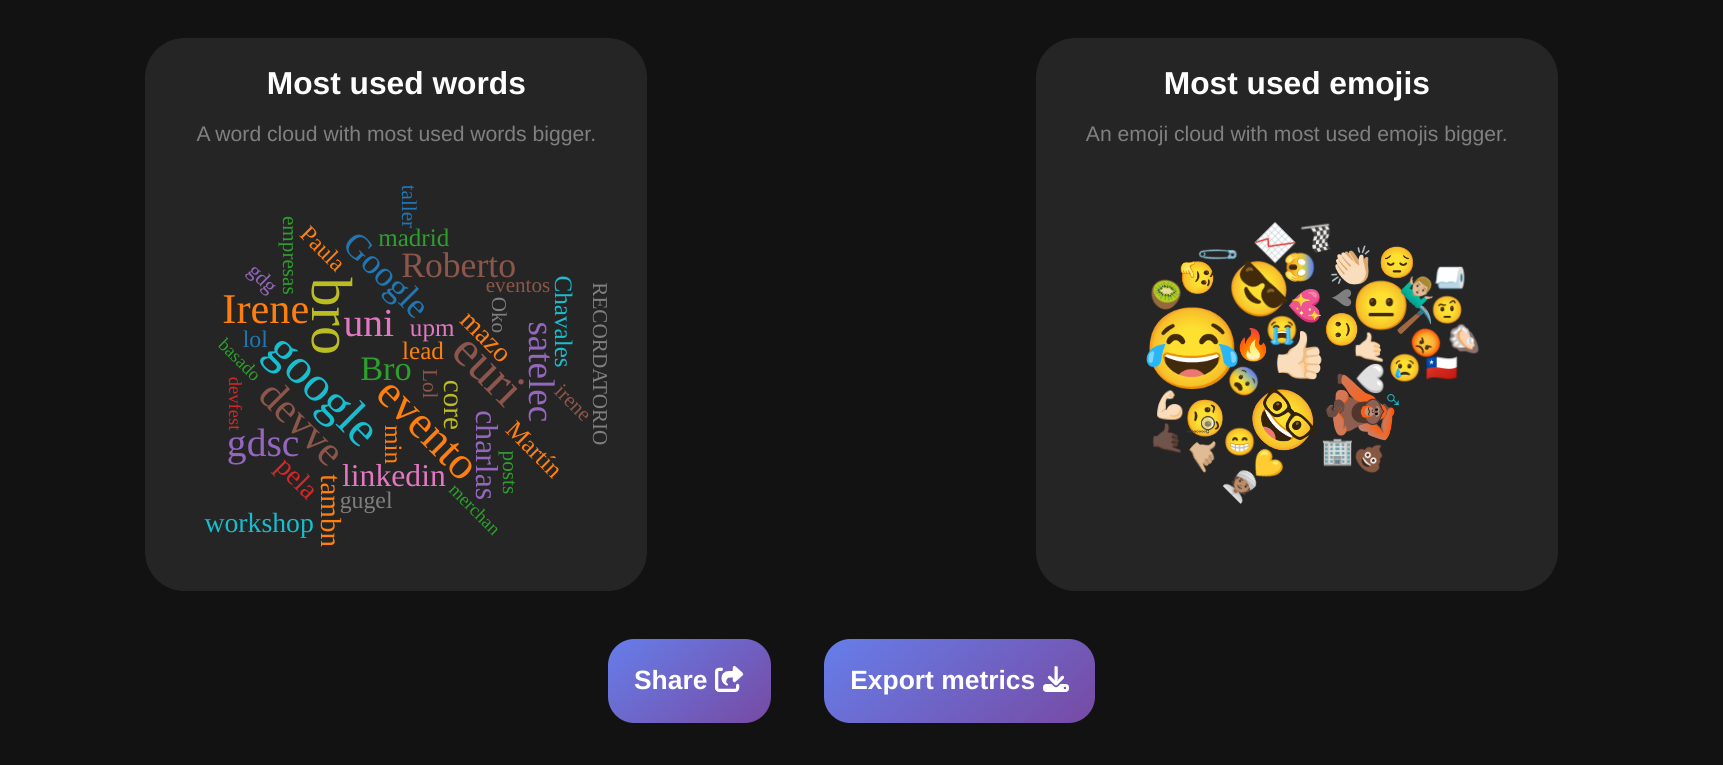 Most used words
A word cloud with most used words bigger.
taller
empresas
Paula
Google
madrid
Roberto
gdg
eventos
Chavales
RECORDATORIO
Irene
bro
uni
upm
Oko
mazo
satelec
lol
lead
euri
basado
google
Bro
Lol
core
irene
devfest
devve
evento
charlas
Martín
gdsc
min
posts
pela
linkedin
tambn
gugel
merchan
workshop
Most used emojis
An emoji cloud with most used emojis bigger.
Share
Export metrics